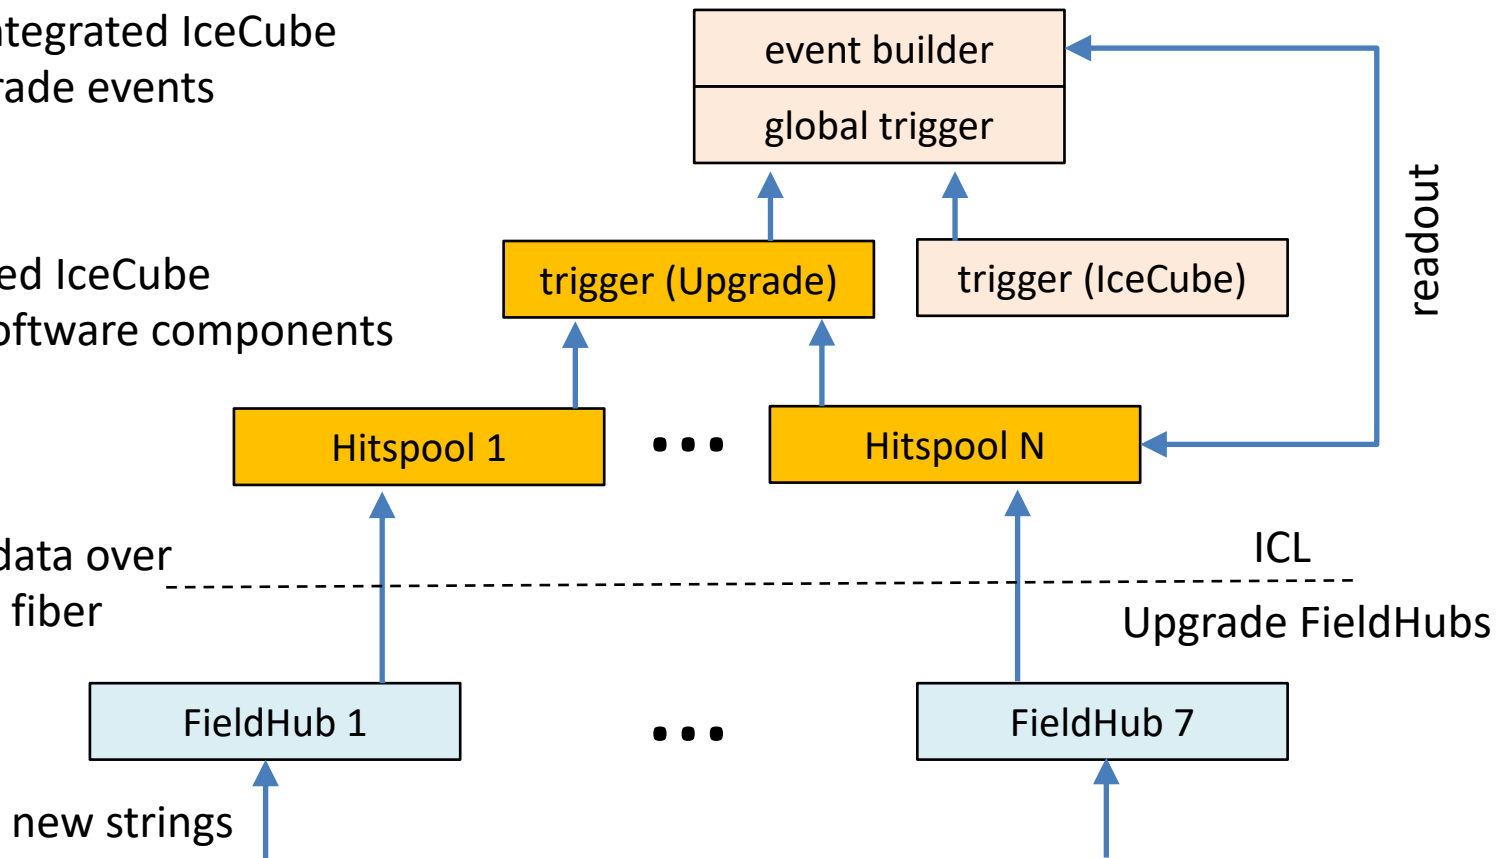 ntegrated IceCube
rade events
event builder
global trigger
readout
ed IceCube
oftware components
trigger (Upgrade)
trigger (IceCube)
Hitspool 1
...
Hitspool N
data over
fiber
ICL
Upgrade FieldHubs
FieldHub 1
...
FieldHub 7
new strings